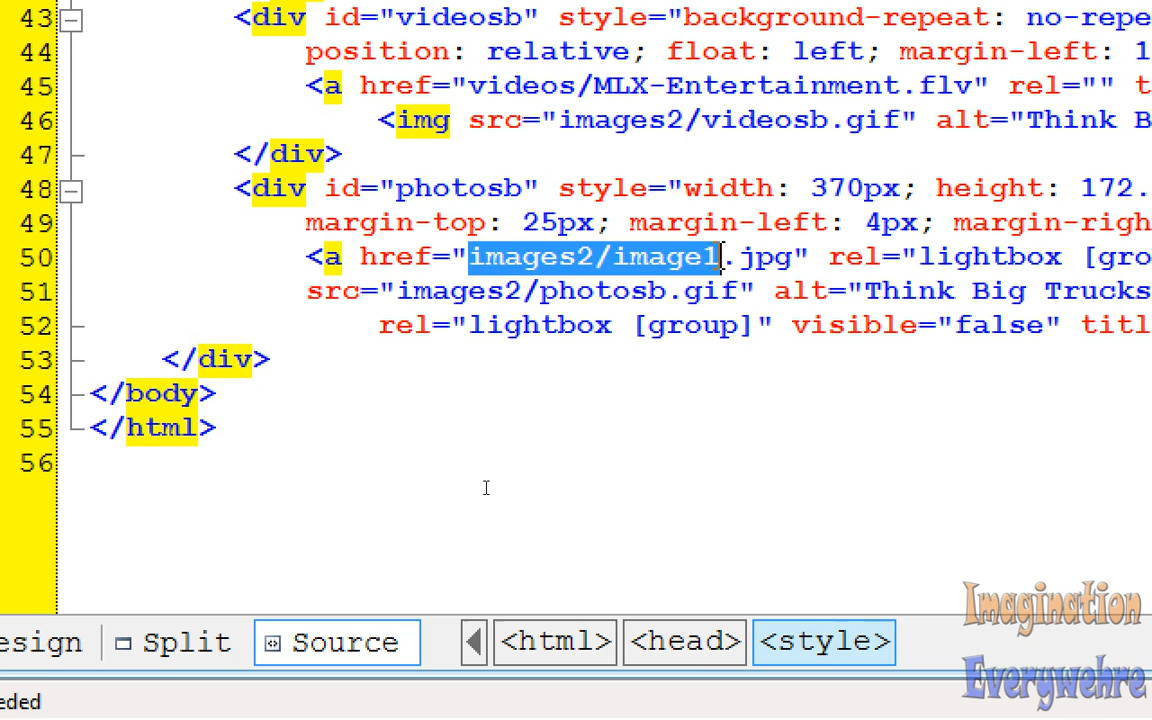 43 <div id="videosb" style="background-repeat: no-repe
44 position: relative; float: left; margin-left: 1
45 <a href="videos/MLX-Entertainment.flv" rel="" t
46 <img src="images2/videosb.gif" alt="Think B
47 </div>
48 <div id="photosb" style="width: 370px; height: 172.
49 margin-top: 25px; margin-left: 4px; margin-righ
50 <a href="images2/image1.jpg" rel="lightbox [gro
51 src="images2/photosb.gif" alt="Think Big Trucks
52 rel="lightbox [group]" visible="false" titl
53 </div>
54 </body>
55 </html>
56
esign Split Source <html> <head> <style>
eded
Imagination
Everywehre